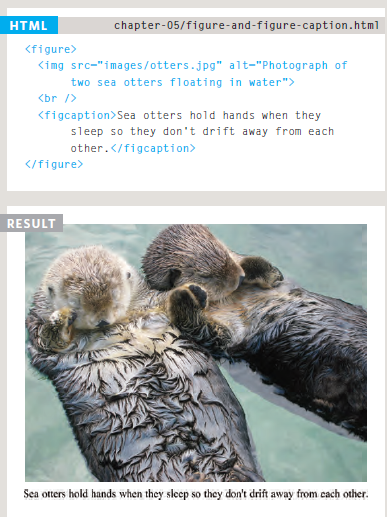 HTML
chapter-05/figure-and-figure-caption.html
<figure>
<img src="images/otters.jpg" alt="Photograph of
two sea otters floating in water">
<br />
<figcaption>Sea otters hold hands when they
sleep so they don't drift away from each
other.</figcaption>
</figure>
RESULT
Sea otters hold hands when they sleep so they don't drift away from each other.